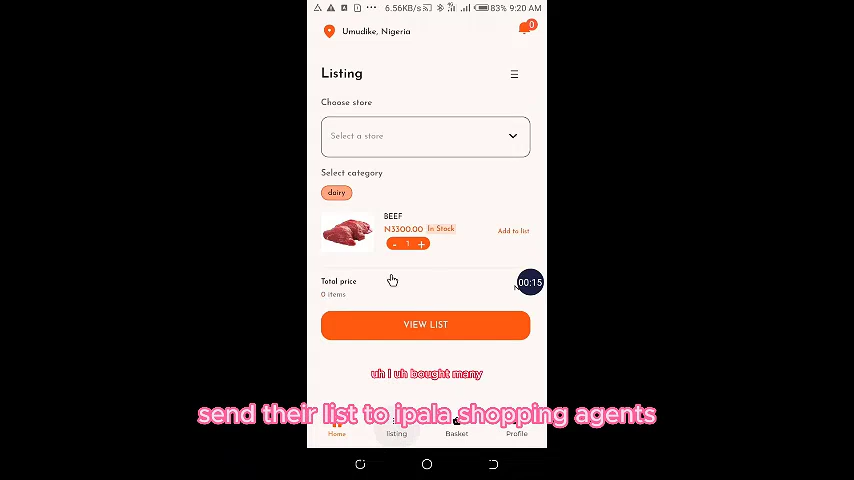 6.56KB/s 83% 9:20 AM
Umudike, Nigeria
0
Listing
Choose store
Select a store
Select category
dairy
BEEF
N3300.00 In Stock
- 1 +
Add to list
Total price
0 items
00:15
VIEW LIST
uh I uh bought many
send their list to ipala shopping agents
Home listing Basket Profile